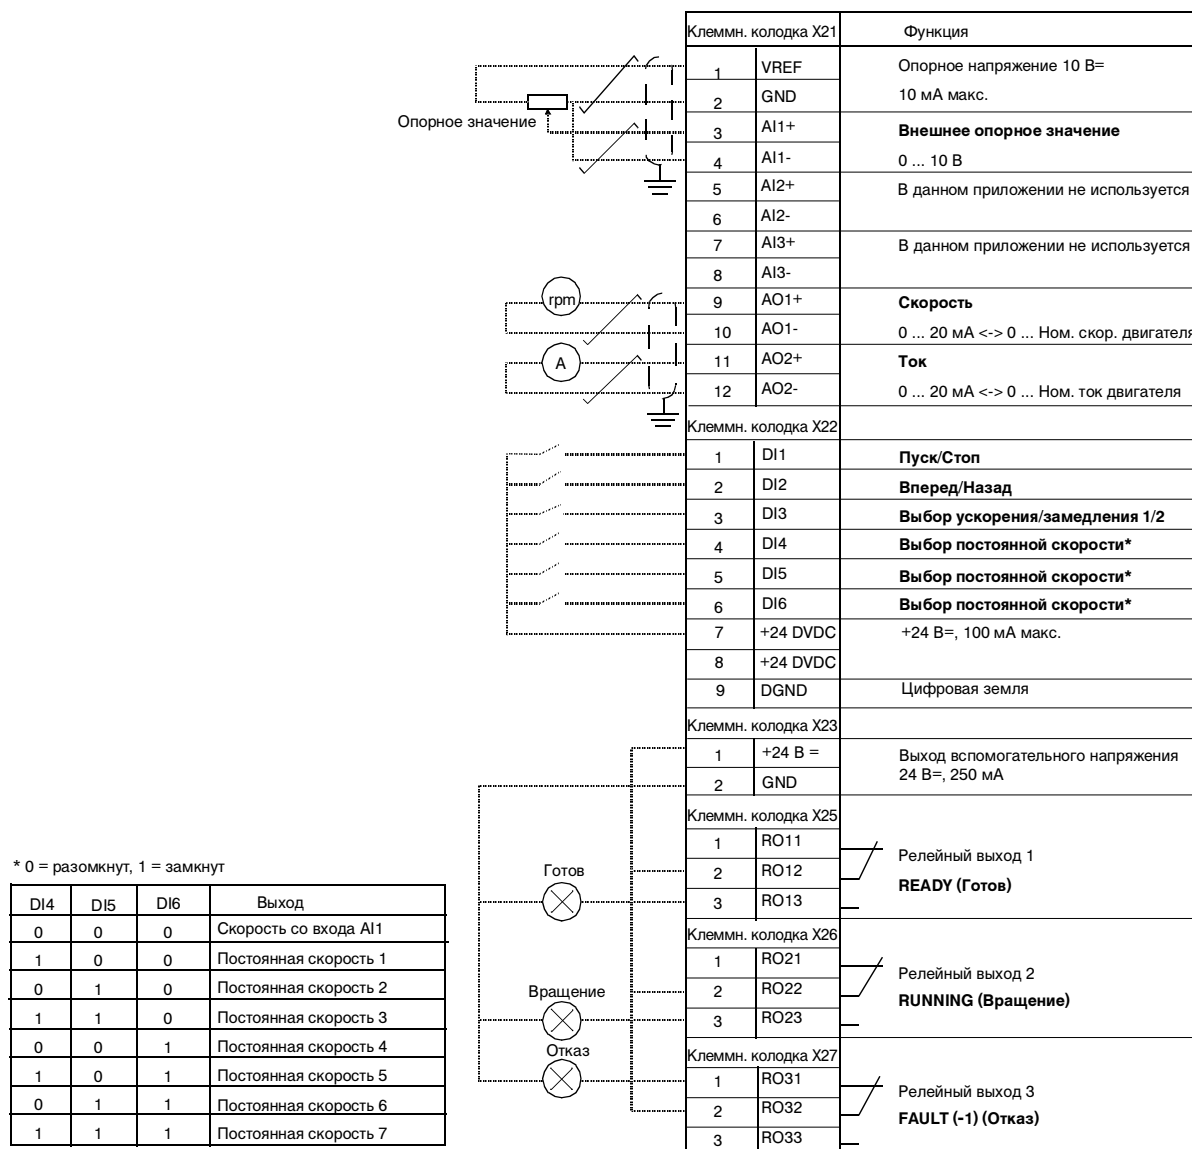 Клеммн. колодка X21 Функция
1 VREF Опорное напряжение 10 В=
2 GND 10 мА макс.
Опорное значение
3 AI1+ Внешнее опорное значение
4 AI1- 0 ... 10 В
5 AI2+ В данном приложении не используется
6 AI2-
7 AI3+ В данном приложении не используется
8 AI3-
rpm
9 AO1+ Скорость
10 AO1- 0 ... 20 мА <-> 0 ... Ном. скор. двигателя
A
11 AO2+ Ток
12 AO2- 0 ... 20 мА <-> 0 ... Ном. ток двигателя
Клеммн. колодка X22
1 DI1 Пуск/Стоп
2 DI2 Вперед/Назад
3 DI3 Выбор ускорения/замедления 1/2
4 DI4 Выбор постоянной скорости*
5 DI5 Выбор постоянной скорости*
6 DI6 Выбор постоянной скорости*
7 +24 DVDC +24 В=, 100 мА макс.
8 +24 DVDC
9 DGND Цифровая земля
Клеммн. колодка X23
1 +24 В = Выход вспомогательного напряжения
2 GND 24 В=, 250 мА
Клеммн. колодка X25
1 RO11 Релейный выход 1
Готов
2 RO12 READY (Готов)
3 RO13
Клеммн. колодка X26
1 RO21 Релейный выход 2
Вращение
2 RO22 RUNNING (Вращение)
3 RO23
Отказ
Клеммн. колодка X27
1 RO31 Релейный выход 3
2 RO32 FAULT (-1) (Отказ)
3 RO33
* 0 = разомкнут, 1 = замкнут
DI4 DI5 DI6 Выход
0 0 0 Скорость со входа AI1
1 0 0 Постоянная скорость 1
0 1 0 Постоянная скорость 2
1 1 0 Постоянная скорость 3
0 0 1 Постоянная скорость 4
1 0 1 Постоянная скорость 5
0 1 1 Постоянная скорость 6
1 1 1 Постоянная скорость 7